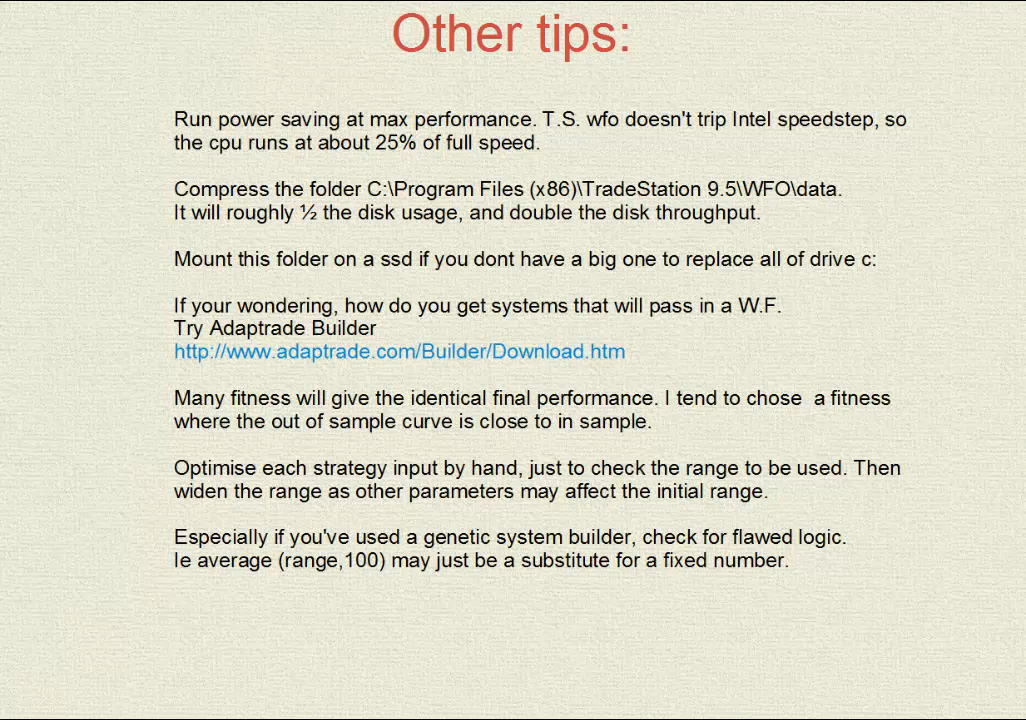 Other tips:
Run power saving at max performance. T.S. wfo doesn't trip Intel speedstep, so
the cpu runs at about 25% of full speed.
Compress the folder C:\Program Files (x86)\TradeStation 9.5\WFO\data.
It will roughly ½ the disk usage, and double the disk throughput.
Mount this folder on a ssd if you dont have a big one to replace all of drive c:
If your wondering, how do you get systems that will pass in a W.F.
Try Adaptrade Builder
http://www.adaptrade.com/Builder/Download.htm
Many fitness will give the identical final performance. I tend to chose  a fitness
where the out of sample curve is close to in sample.
Optimise each strategy input by hand, just to check the range to be used. Then
widen the range as other parameters may affect the initial range.
Especially if you've used a genetic system builder, check for flawed logic.
Ie average (range,100) may just be a substitute for a fixed number.